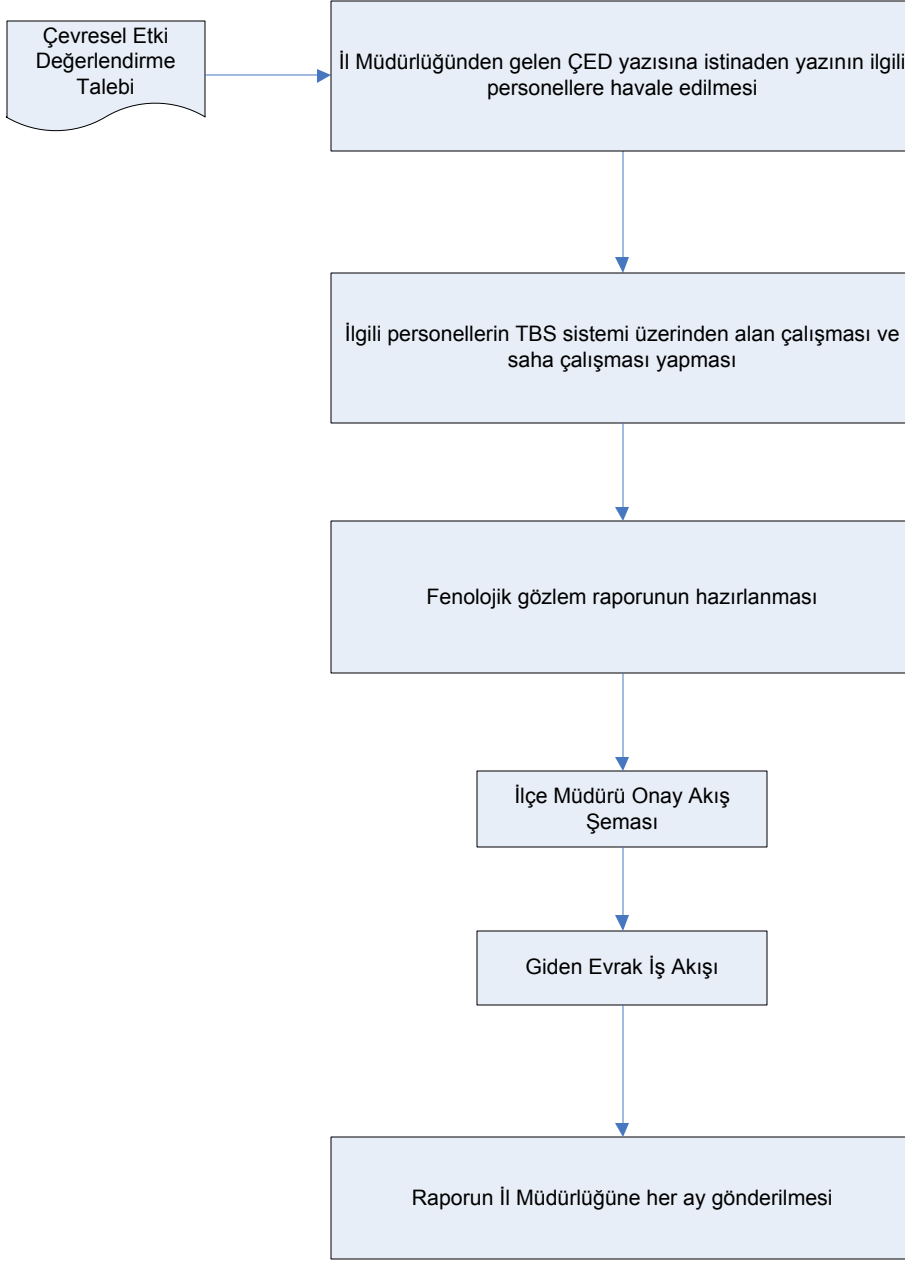 Çevresel Etki
Değerlendirme
Talebi
İl Müdürlüğünden gelen ÇED yazısına istinaden yazının ilgili
personellere havale edilmesi
İlgili personellerin TBS sistemi üzerinden alan çalışması ve
saha çalışması yapması
Fenolojik gözlem raporunun hazırlanması
İlçe Müdürü Onay Akış
Şeması
Giden Evrak İş Akışı
Raporun İl Müdürlüğüne her ay gönderilmesi